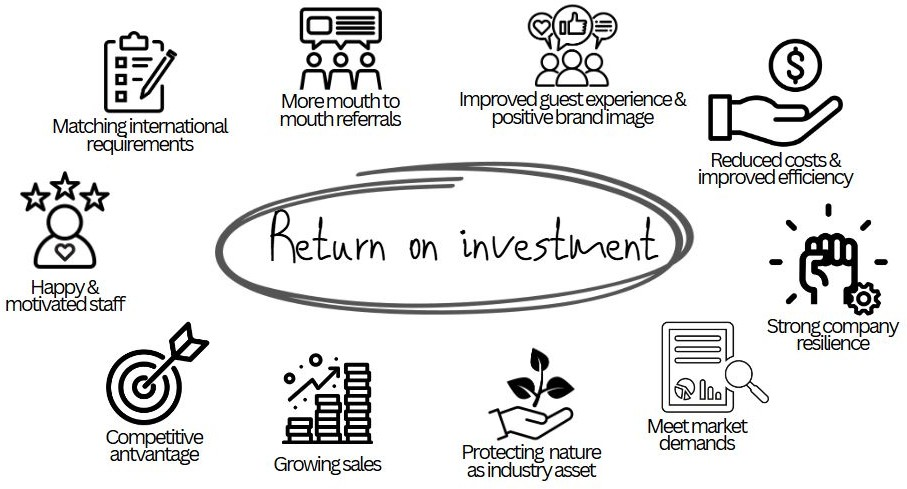 More mouth to
mouth referrals
Improved guest experience &
positive brand image
Matching international
requirements
$
Reduced costs &
improved efficiency
Return on investment
Happy &
motivated staff
Strong company
resilience
Competitive
antvantage
Growing sales
Protecting nature
as industry asset
Meet market
demands